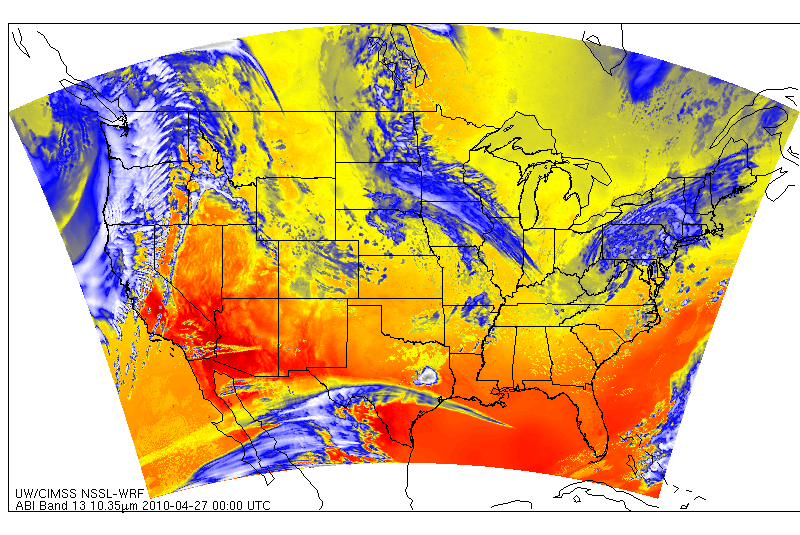 UW/CIMSS NSSL-WRF
ABI Band 13 10.35μm 2010-04-27 00:00 UTC